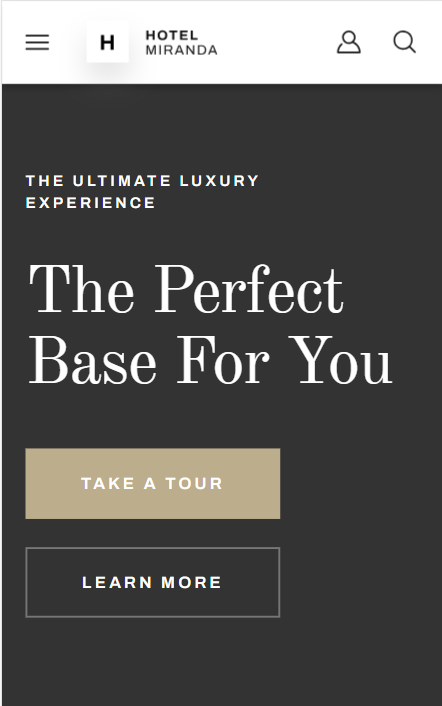 H
HOTEL
MIRANDA
THE ULTIMATE LUXURY
EXPERIENCE
The Perfect
Base For You
TAKE A TOUR
LEARN MORE